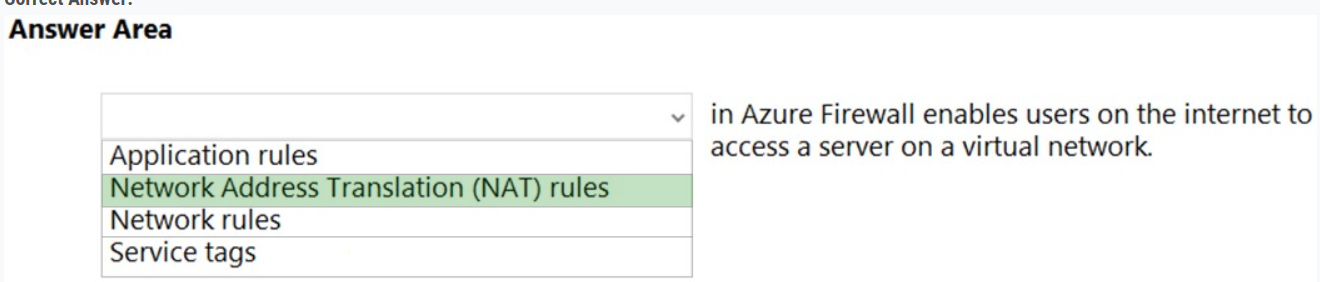 Correct Answer:
Answer Area
in Azure Firewall enables users on the internet to
access a server on a virtual network.
Application rules
Network Address Translation (NAT) rules
Network rules
Service tags